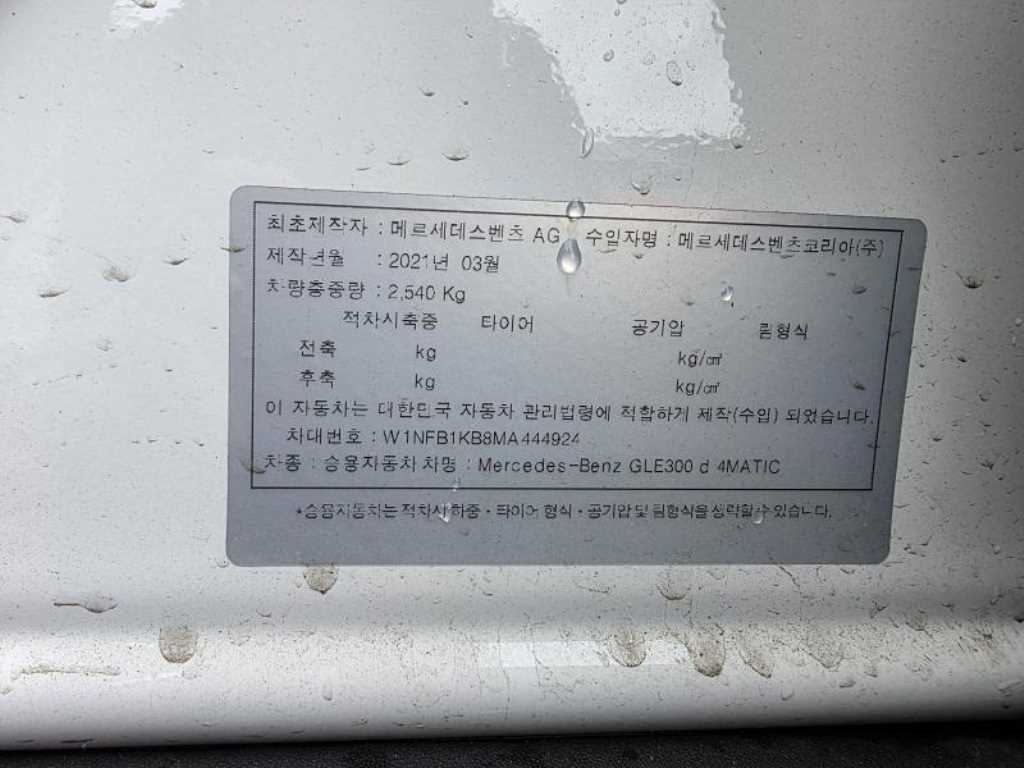 최초제작자 : 메르세데스벤츠 AG 수입자명 : 메르세데스벤츠코리아(주)
제작년월 : 2021년 03월
차량총중량 : 2,540 Kg
적차시축중 타이어 공기압 림형식
전축 kg kg/㎠
후축 kg kg/㎠
이 자동차는 대한민국 자동차 관리법령에 적합하게 제작(수입) 되었습니다.
차대번호 : W1NFB1KB8MA444924
차종 : 승용자동차 차명 : Mercedes-Benz GLE300 d 4MATIC
*승용자동차는 적차시 하중·타이어 형식·공기압 및 림형식을 생략할 수 있습니다.